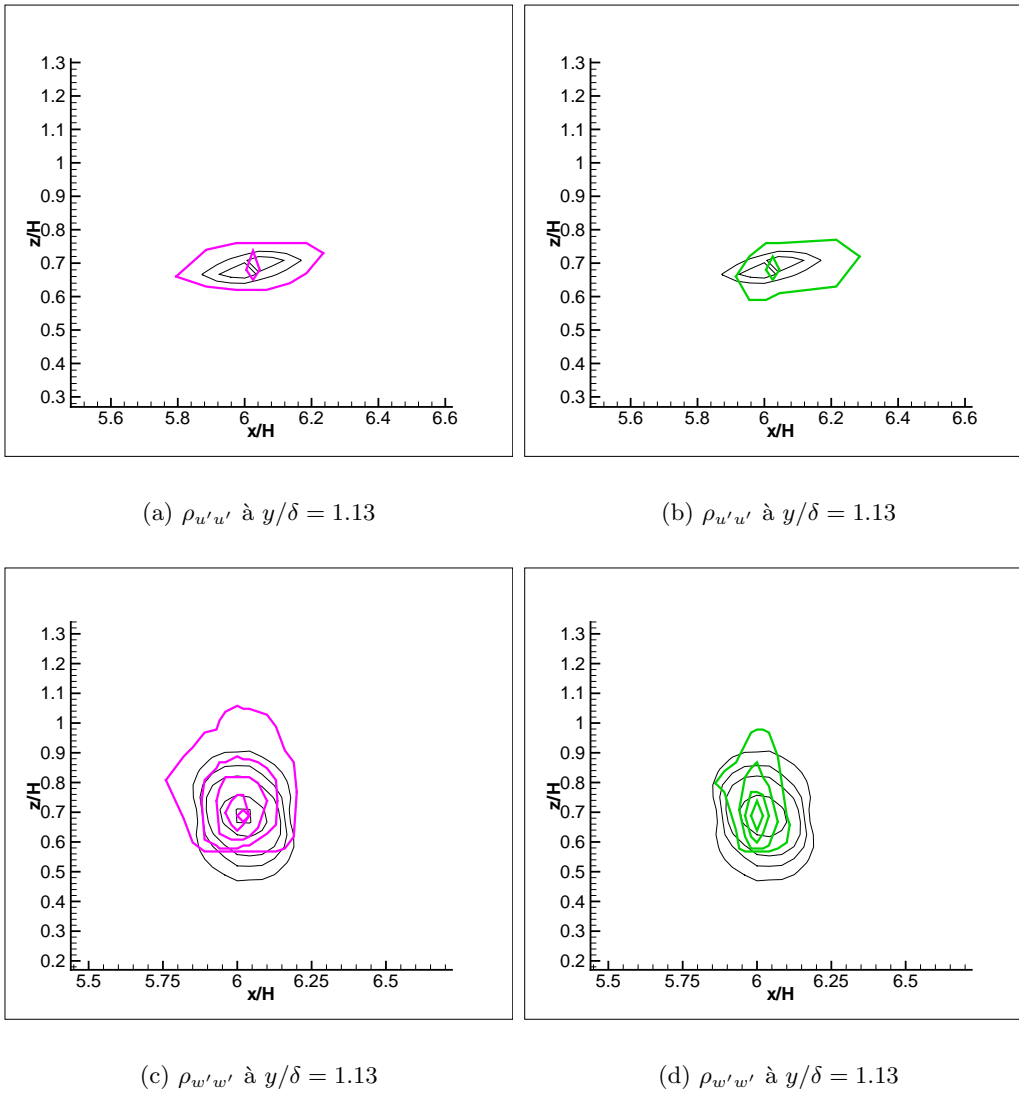 1.3
1.2
1.1
1
0.9
0.8
0.7
0.6
0.5
0.4
0.3
z/H
5.6 5.8 6 6.2 6.4 6.6
x/H
1.3
1.2
1.1
1
0.9
0.8
0.7
0.6
0.5
0.4
0.3
z/H
5.6 5.8 6 6.2 6.4 6.6
x/H
(a) ρu′u′ à y/δ = 1.13
(b) ρu′u′ à y/δ = 1.13
1.3
1.2
1.1
1
0.9
0.8
0.7
0.6
0.5
0.4
0.3
0.2
z/H
5.5 5.75 6 6.25 6.5
x/H
1.3
1.2
1.1
1
0.9
0.8
0.7
0.6
0.5
0.4
0.3
0.2
z/H
5.5 5.75 6 6.25 6.5
x/H
(c) ρw′w′ à y/δ = 1.13
(d) ρw′w′ à y/δ = 1.13